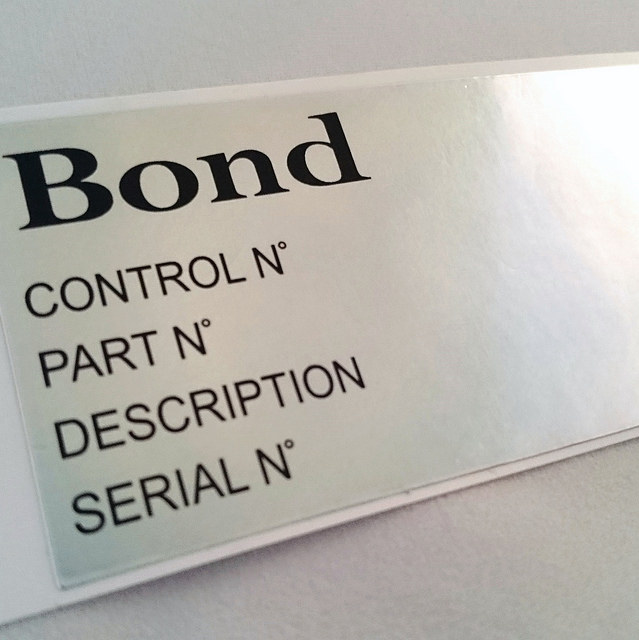 Bond
CONTROL N°
PART N°
DESCRIPTION
SERIAL N°